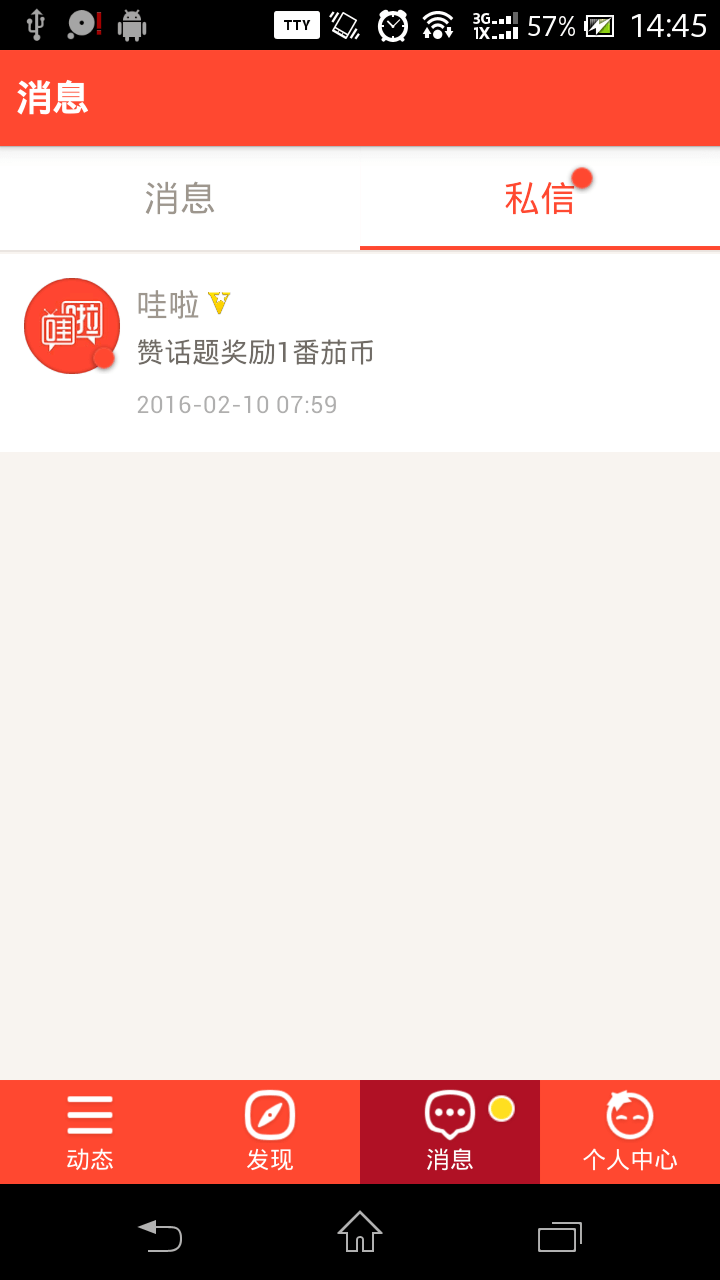 TTY 3G 1X 57% 14:45
消息
消息 私信
哇啦
哇啦
赞话题奖励1番茄币
2016-02-10 07:59
动态 发现 消息 个人中心